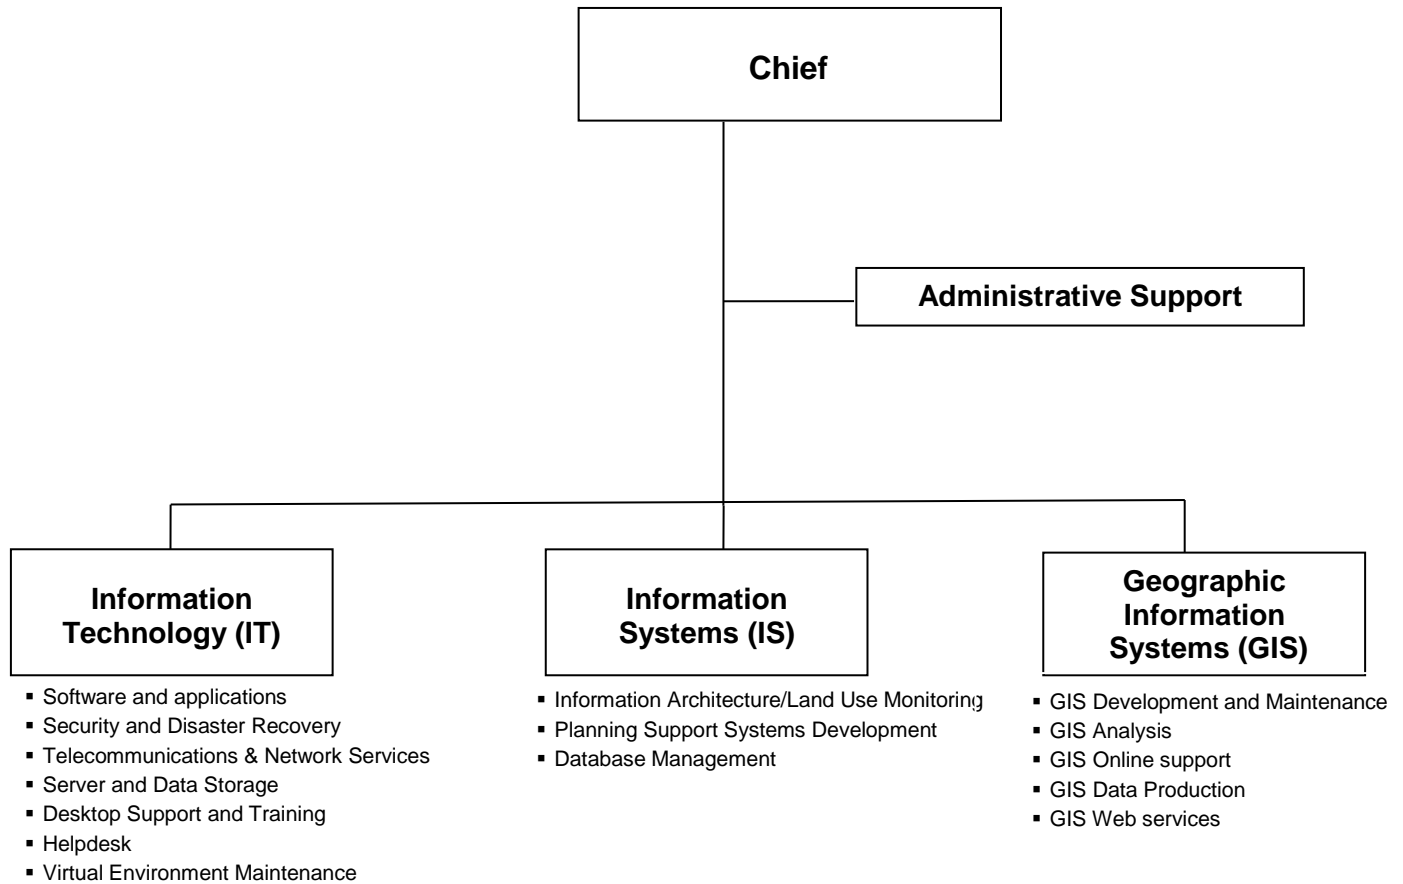 Chief
Administrative Support
Information
Technology (IT)
▪ Software and applications
▪ Security and Disaster Recovery
▪ Telecommunications & Network Services
▪ Server and Data Storage
▪ Desktop Support and Training
▪ Helpdesk
▪ Virtual Environment Maintenance
Information
Systems (IS)
▪ Information Architecture/Land Use Monitoring
▪ Planning Support Systems Development
▪ Database Management
Geographic
Information
Systems (GIS)
▪ GIS Development and Maintenance
▪ GIS Analysis
▪ GIS Online support
▪ GIS Data Production
▪ GIS Web services